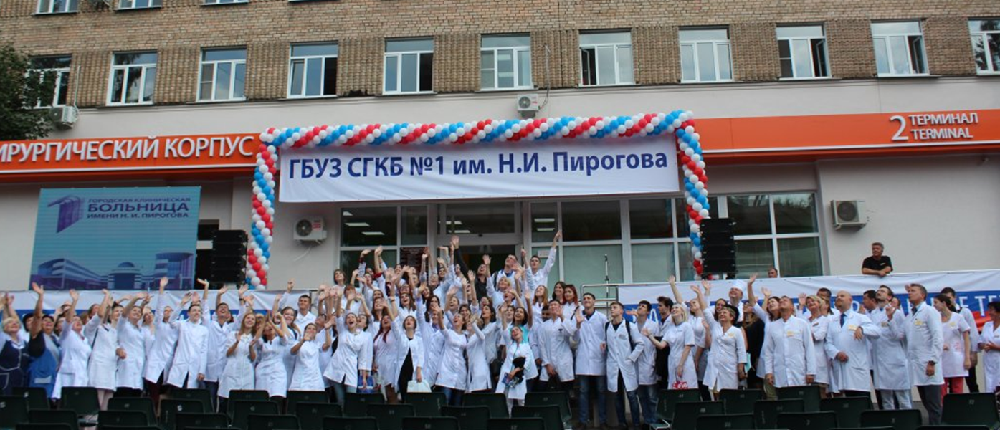 ИРУРГИЧЕСКИЙ КОРПУС
2 ТЕРМИНАЛ
TERMINAL
ГБУЗ СГКБ №1 им. Н.И. Пирогова
ГОРОДСКАЯ КЛИНИЧЕСКАЯ
БОЛЬНИЦА
ИМЕНИ Н. И. ПИРОГОВА